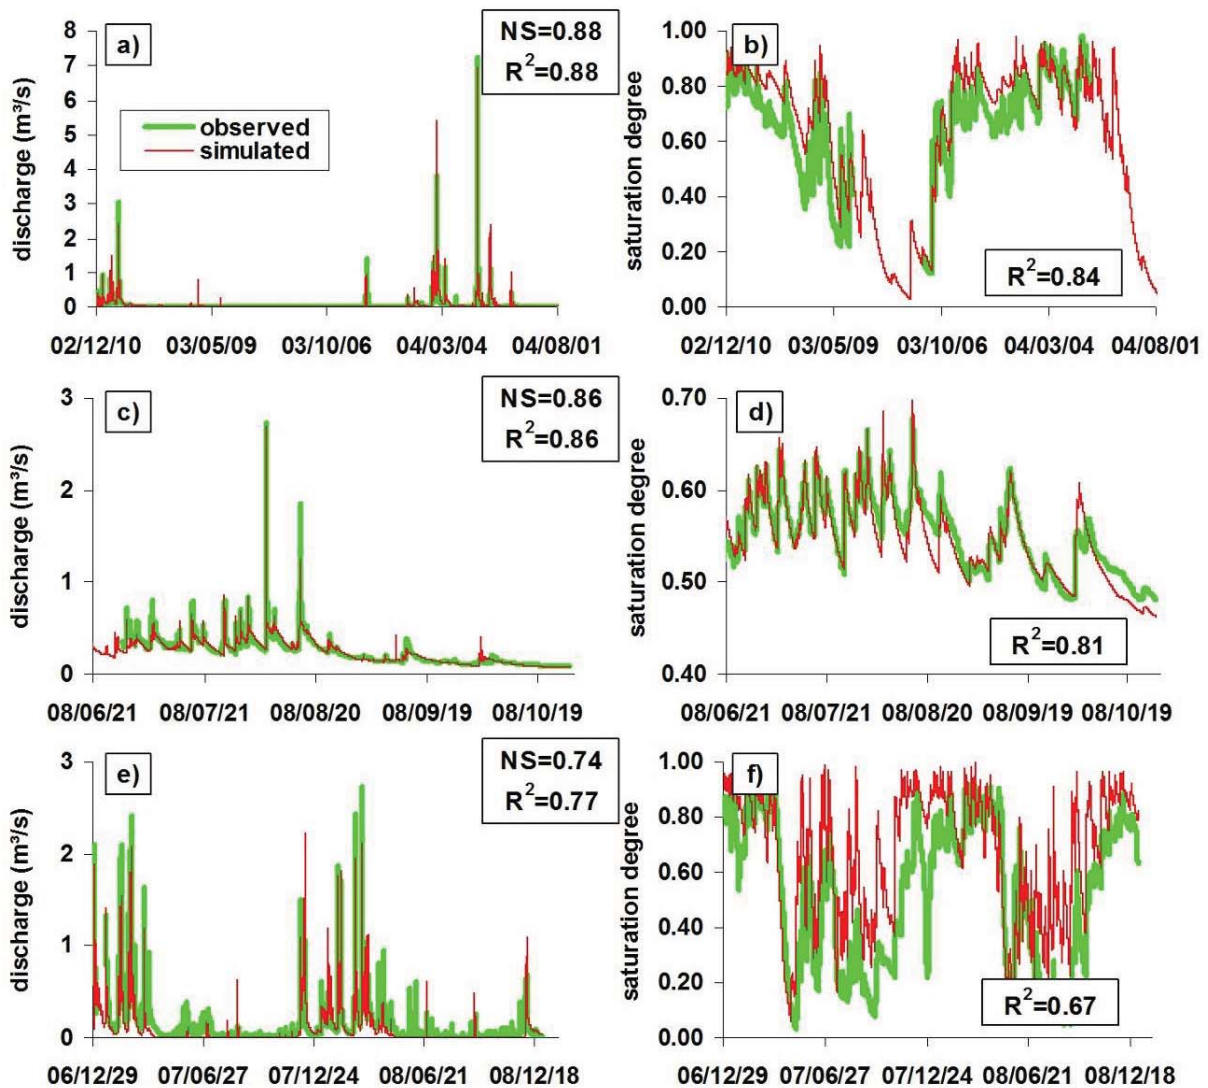 a)
NS=0.88
R²=0.88
observed
simulated
discharge (m³/s)
8
7
6
5
4
3
2
1
0
02/12/10 03/05/09 03/10/06 04/03/04 04/08/01
b)
saturation degree
1.00
0.80
0.60
0.40
0.20
0.00
R²=0.84
02/12/10 03/05/09 03/10/06 04/03/04 04/08/01
c)
NS=0.86
R²=0.86
discharge (m³/s)
3
2
1
0
08/06/21 08/07/21 08/08/20 08/09/19 08/10/19
d)
saturation degree
0.70
0.60
0.50
0.40
R²=0.81
08/06/21 08/07/21 08/08/20 08/09/19 08/10/19
e)
NS=0.74
R²=0.77
discharge (m³/s)
3
2
1
0
06/12/29 07/06/27 07/12/24 08/06/21 08/12/18
f)
saturation degree
1.00
0.80
0.60
0.40
0.20
0.00
R²=0.67
06/12/29 07/06/27 07/12/24 08/06/21 08/12/18